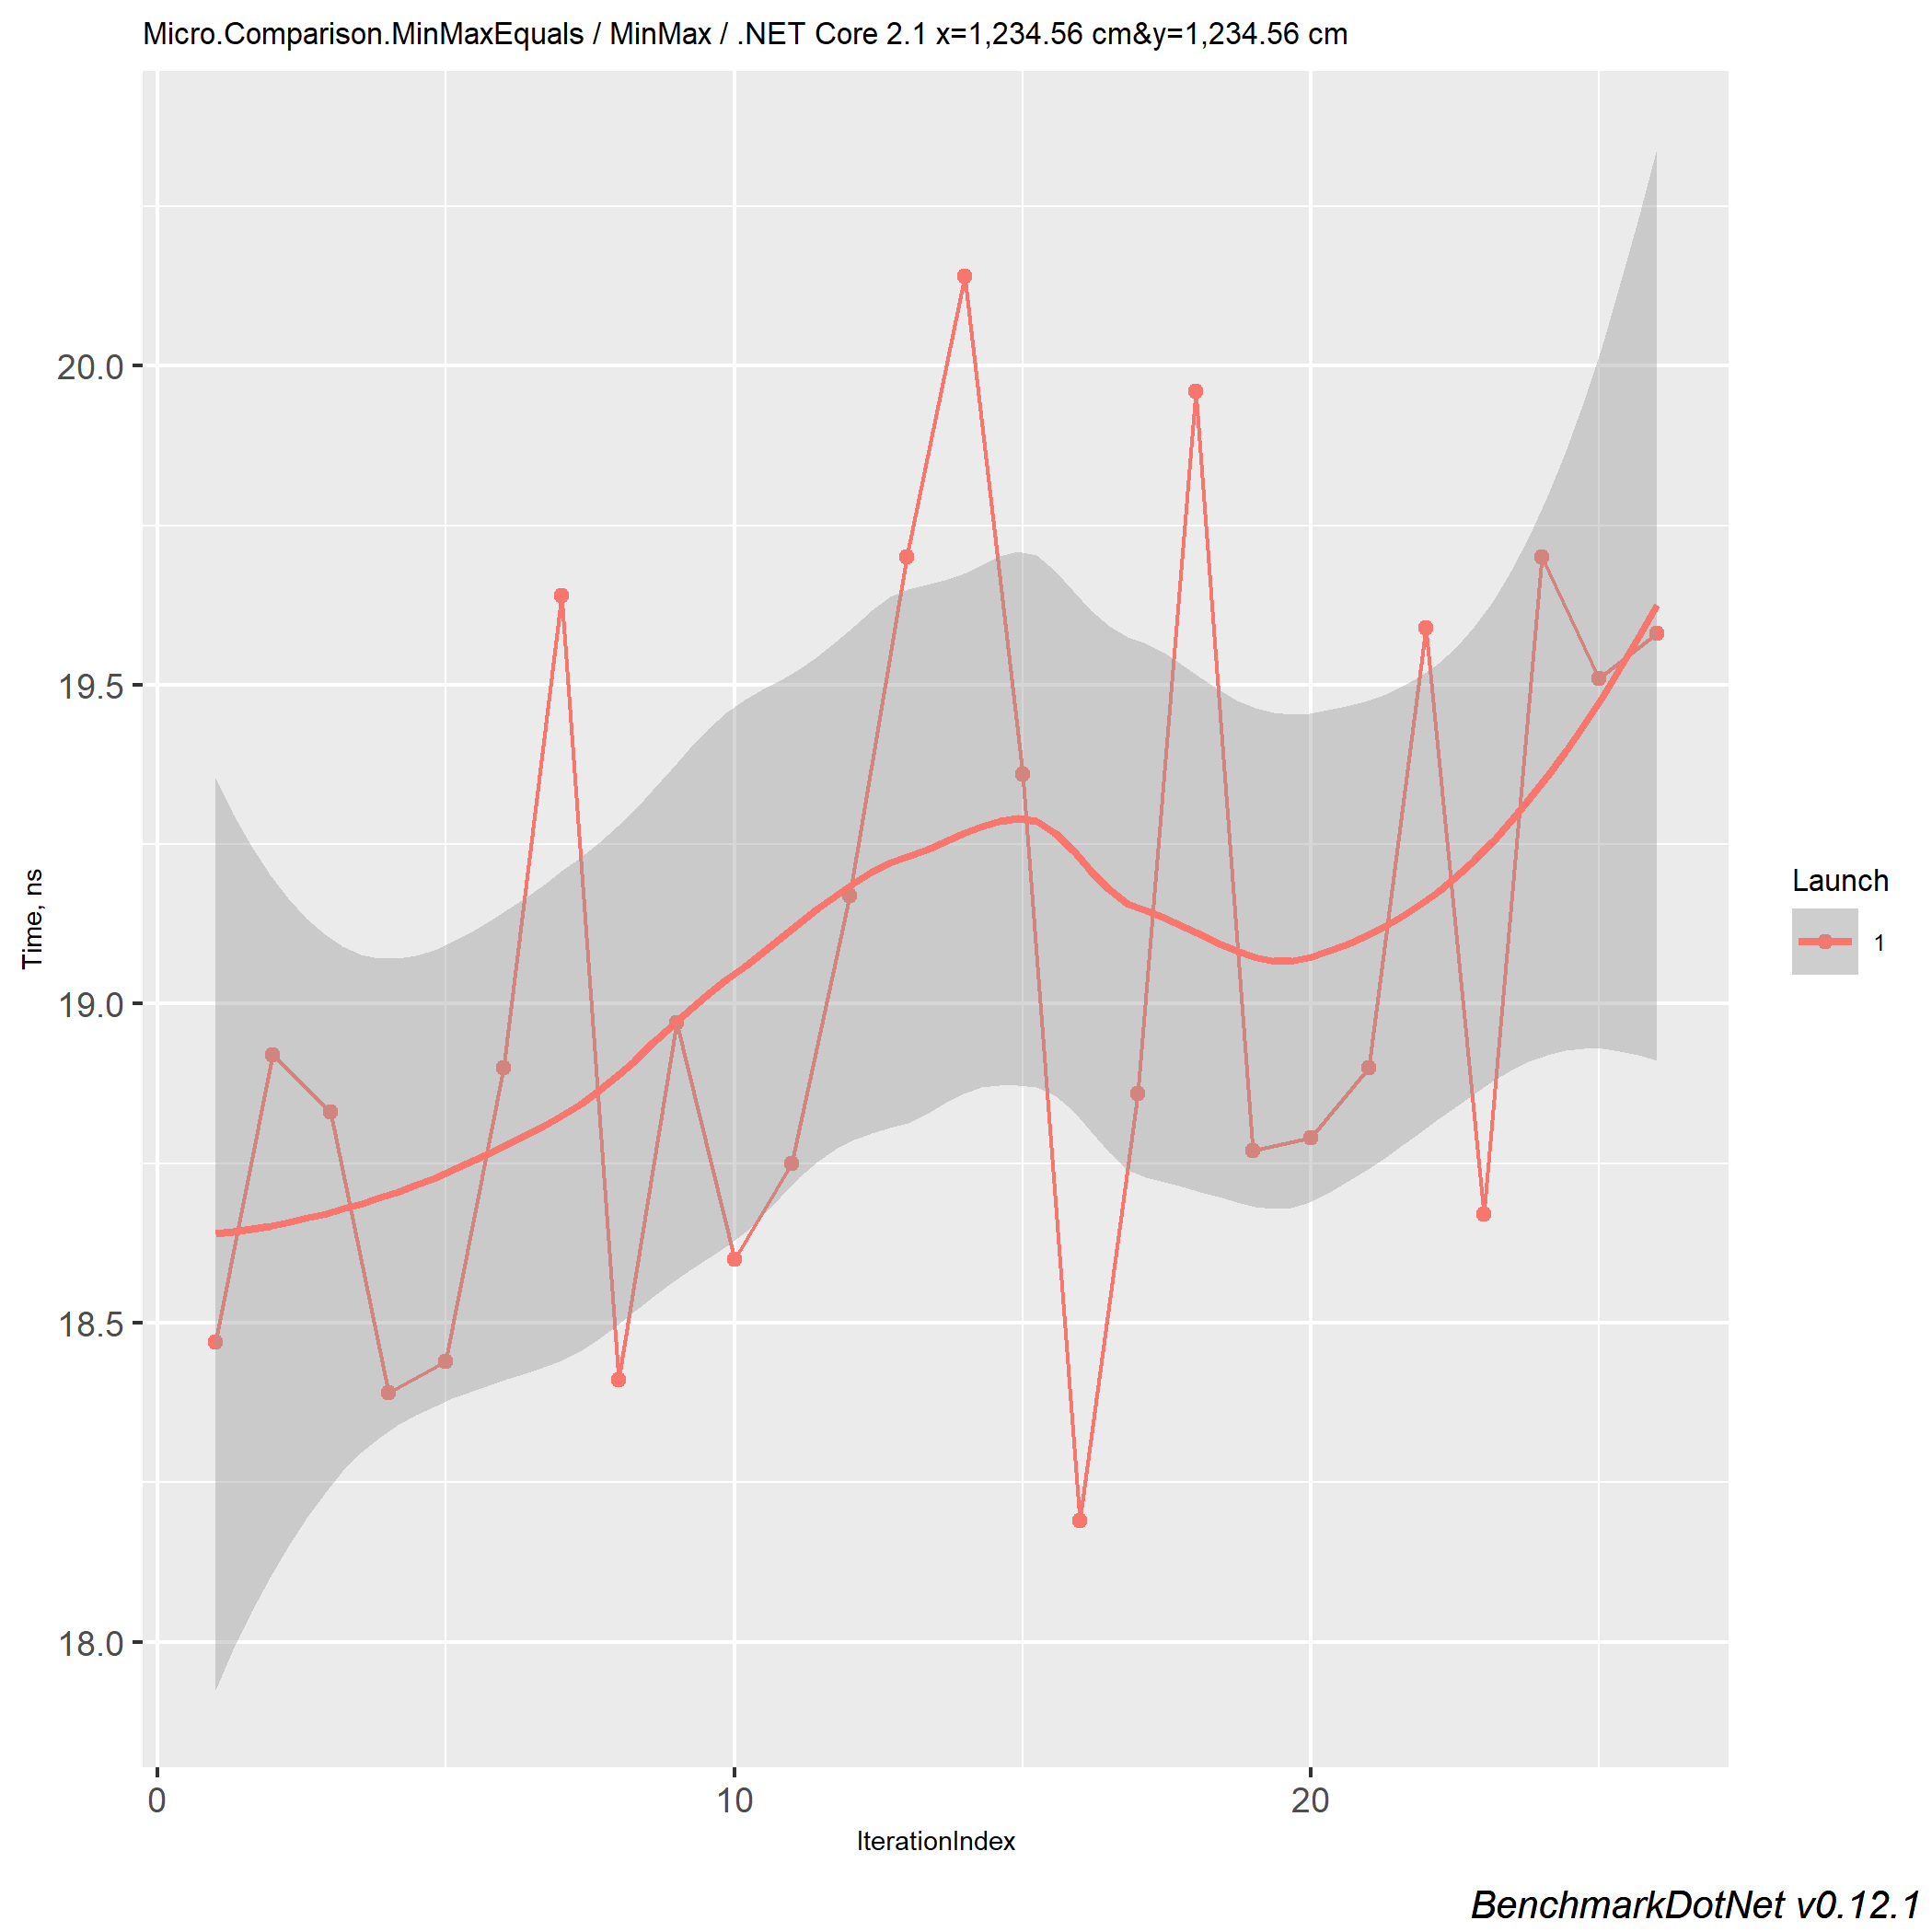 Micro.Comparison.MinMaxEquals / MinMax / .NET Core 2.1 x=1,234.56 cm&y=1,234.56 cm
20.0
19.5
19.0
18.5
18.0
Time, ns
0
10
20
IterationIndex
Launch
1
BenchmarkDotNet v0.12.1